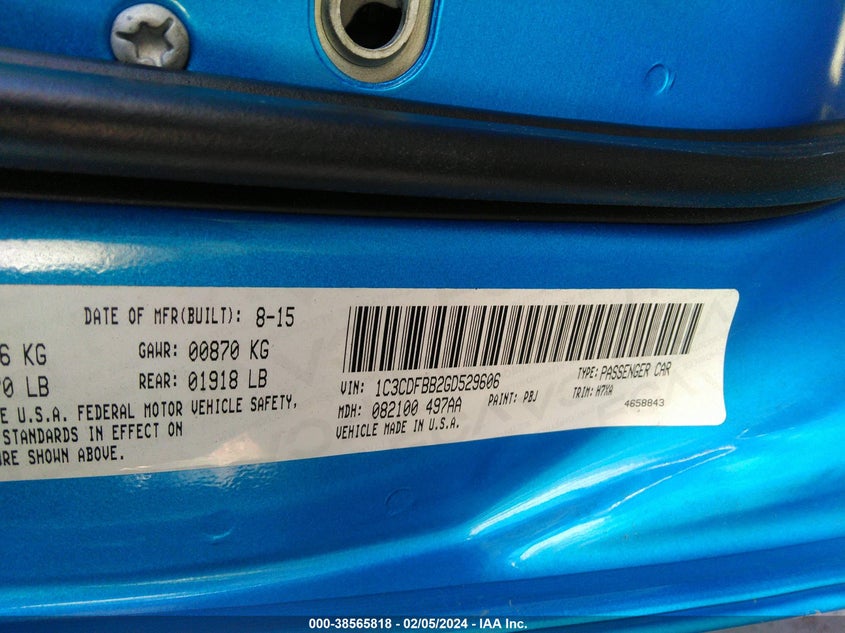 DATE OF MFR(BUILT): 8-15
6 KG GAWR: 00870 KG
70 LB REAR: 01918 LB
E U.S.A. FEDERAL MOTOR VEHICLE SAFETY,
STANDARDS IN EFFECT ON
URE SHOWN ABOVE.
VIN: 1C3CDFBB2GD529606 TYPE: PASSENGER CAR
MDH: 082100 497AA PAINT: PBJ TRIM: H7XA
VEHICLE MADE IN U.S.A. 4658843
000-38565818 - 02/05/2024 - IAA Inc.